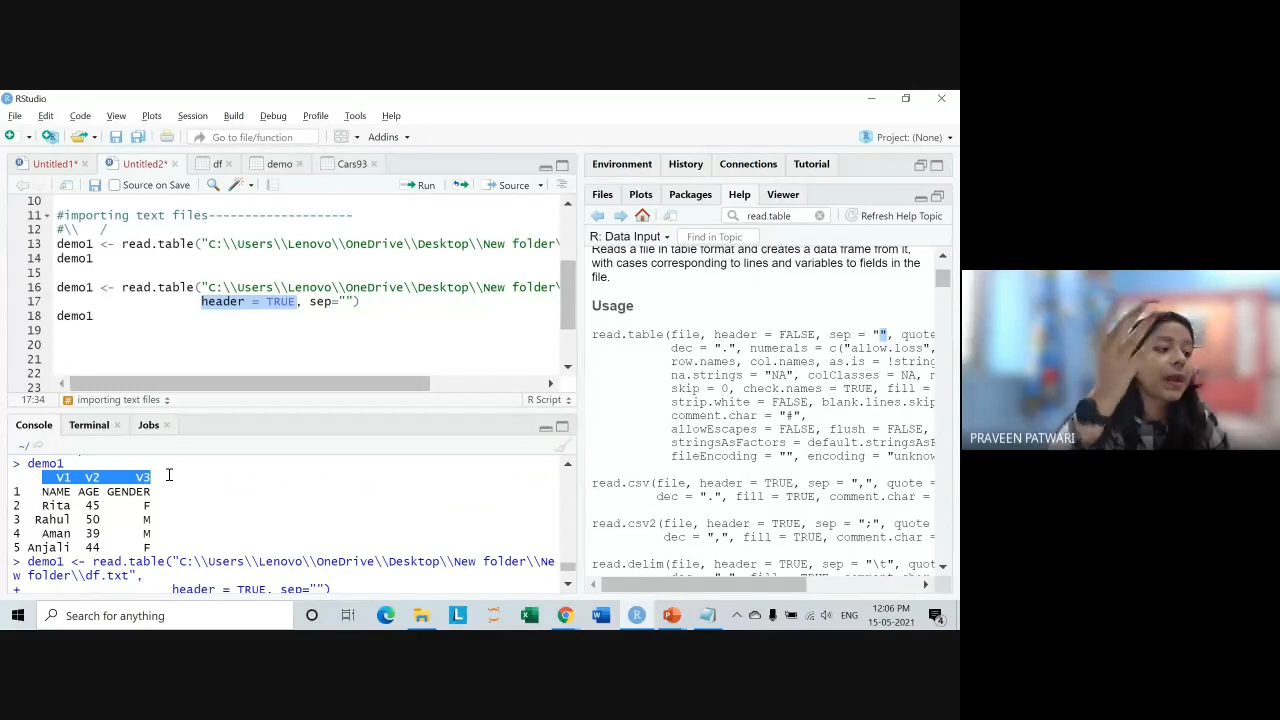 RStudio
File Edit Code View Plots Session Build Debug Profile Tools Help
Go to file/function
Addins
Project: (None)
Untitled1* Untitled2* df demo Cars93
Source on Save
Run
Source
10
11 #importing text files--------------------
12 #\\ /
13 demo1 <- read.table("C:\\Users\\Lenovo\\OneDrive\\Desktop\\New folder\
14 demo1
15
16 demo1 <- read.table("C:\\Users\\Lenovo\\OneDrive\\Desktop\\New folder\
17 header = TRUE, sep="")
18 demo1
19
20
21
22
23
17:34 importing text files R Script
Console Terminal Jobs
~/
> demo1
V1 V2 V3
1 NAME AGE GENDER
2 Rita 45 F
3 Rahul 50 M
4 Aman 39 M
5 Anjali 44 F
> demo1 <- read.table("C:\\Users\\Lenovo\\OneDrive\\Desktop\\New folder\\Ne
w folder\\df.txt",
+ header = TRUE, sep="")
Environment History Connections Tutorial
Files Plots Packages Help Viewer
read.table
Refresh Help Topic
R: Data Input
Find in Topic
Reads a file in table format and creates a data frame from it,
with cases corresponding to lines and variables to fields in the
file.
Usage
read.table(file, header = FALSE, sep = "", quote
dec = ".", numerals = c("allow.loss",
row.names, col.names, as.is = !string
na.strings = "NA", colClasses = NA, n
skip = 0, check.names = TRUE, fill =
strip.white = FALSE, blank.lines.skip
comment.char = "#",
allowEscapes = FALSE, flush = FALSE,
stringsAsFactors = default.stringsAsF
fileEncoding = "", encoding = "unknow
read.csv(file, header = TRUE, sep = ",", quote
dec = ".", fill = TRUE, comment.char =
read.csv2(file, header = TRUE, sep = ";", quote
dec = ",", fill = TRUE, comment.char =
read.delim(file, header = TRUE, sep = "\t", quo
PRAVEEN PATWARI
Search for anything
ENG
12:06 PM
15-05-2021
4